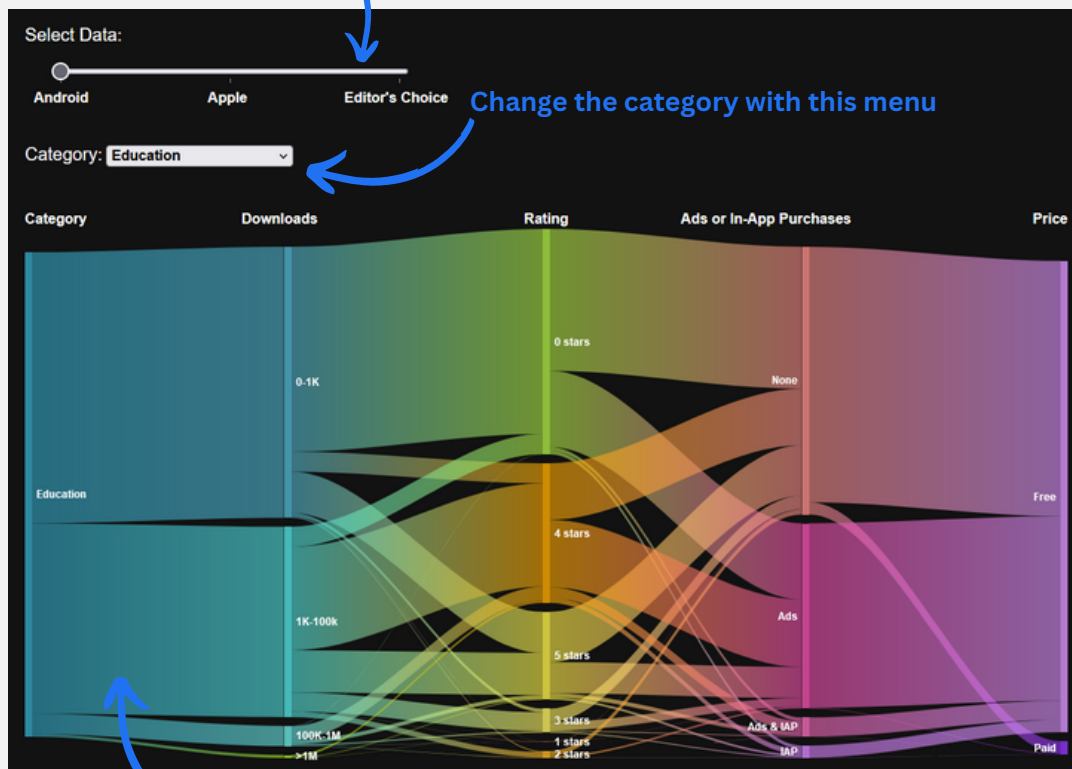 Select Data:
Android Apple Editor's Choice
Change the category with this menu
Category: Education
Category Downloads Rating Ads or In-App Purchases Price
0 stars
None
0-1K
Education
Free
4 stars
Ads
1K-100k
5 stars
3 stars
Ads & IAP
100K-1M
1 stars
Paid
IAP
2 stars
>1M